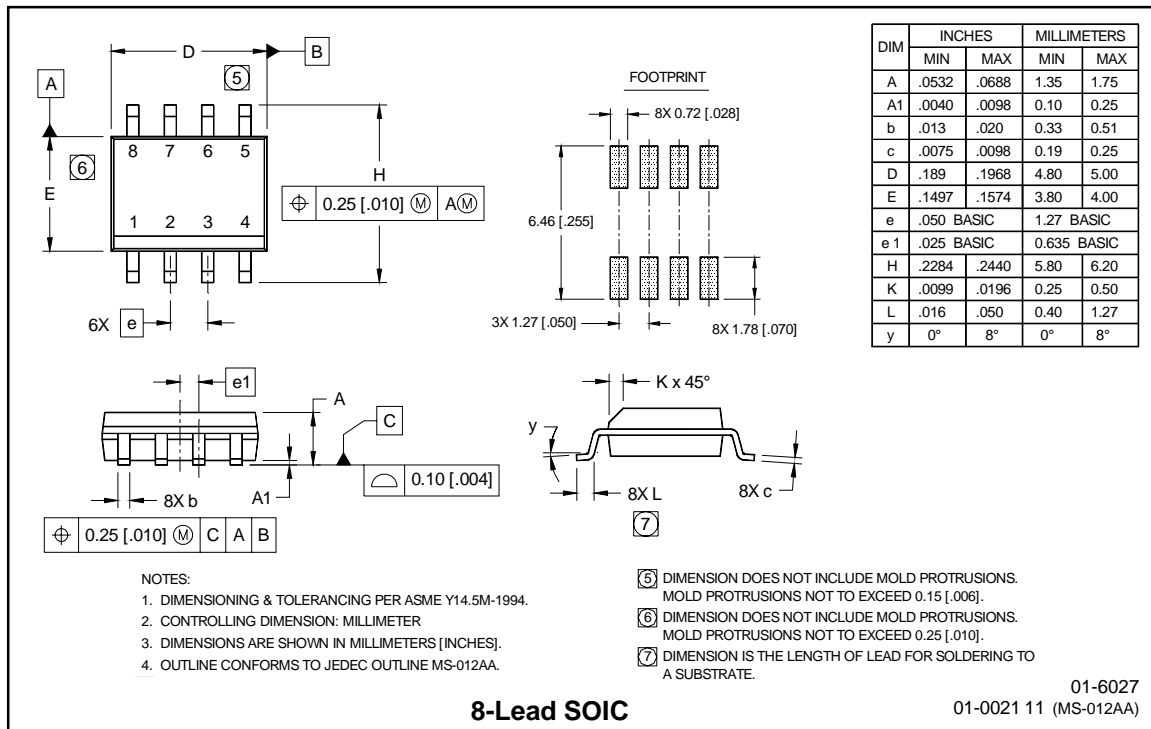 D
B
5
A
8 7 6 5
6
E
H
⌖ 0.25 [.010] Ⓜ AⓂ
1 2 3 4
6X e
FOOTPRINT
8X 0.72 [.028]
6.46 [.255]
3X 1.27 [.050]
8X 1.78 [.070]
DIM INCHES MILLIMETERS
MIN MAX MIN MAX
A .0532 .0688 1.35 1.75
A1 .0040 .0098 0.10 0.25
b .013 .020 0.33 0.51
c .0075 .0098 0.19 0.25
D .189 .1968 4.80 5.00
E .1497 .1574 3.80 4.00
e .050 BASIC 1.27 BASIC
e 1 .025 BASIC 0.635 BASIC
H .2284 .2440 5.80 6.20
K .0099 .0196 0.25 0.50
L .016 .050 0.40 1.27
y 0° 8° 0° 8°
e1
A
C
⌓ 0.10 [.004]
8X b
A1
⌖ 0.25 [.010] Ⓜ C A B
K x 45°
y
8X L
7
8X c
NOTES:
1. DIMENSIONING & TOLERANCING PER ASME Y14.5M-1994.
2. CONTROLLING DIMENSION: MILLIMETER
3. DIMENSIONS ARE SHOWN IN MILLIMETERS [INCHES].
4. OUTLINE CONFORMS TO JEDEC OUTLINE MS-012AA.
5 DIMENSION DOES NOT INCLUDE MOLD PROTRUSIONS.
MOLD PROTRUSIONS NOT TO EXCEED 0.15 [.006].
6 DIMENSION DOES NOT INCLUDE MOLD PROTRUSIONS.
MOLD PROTRUSIONS NOT TO EXCEED 0.25 [.010].
7 DIMENSION IS THE LENGTH OF LEAD FOR SOLDERING TO
A SUBSTRATE.
8-Lead SOIC
01-6027
01-0021 11 (MS-012AA)